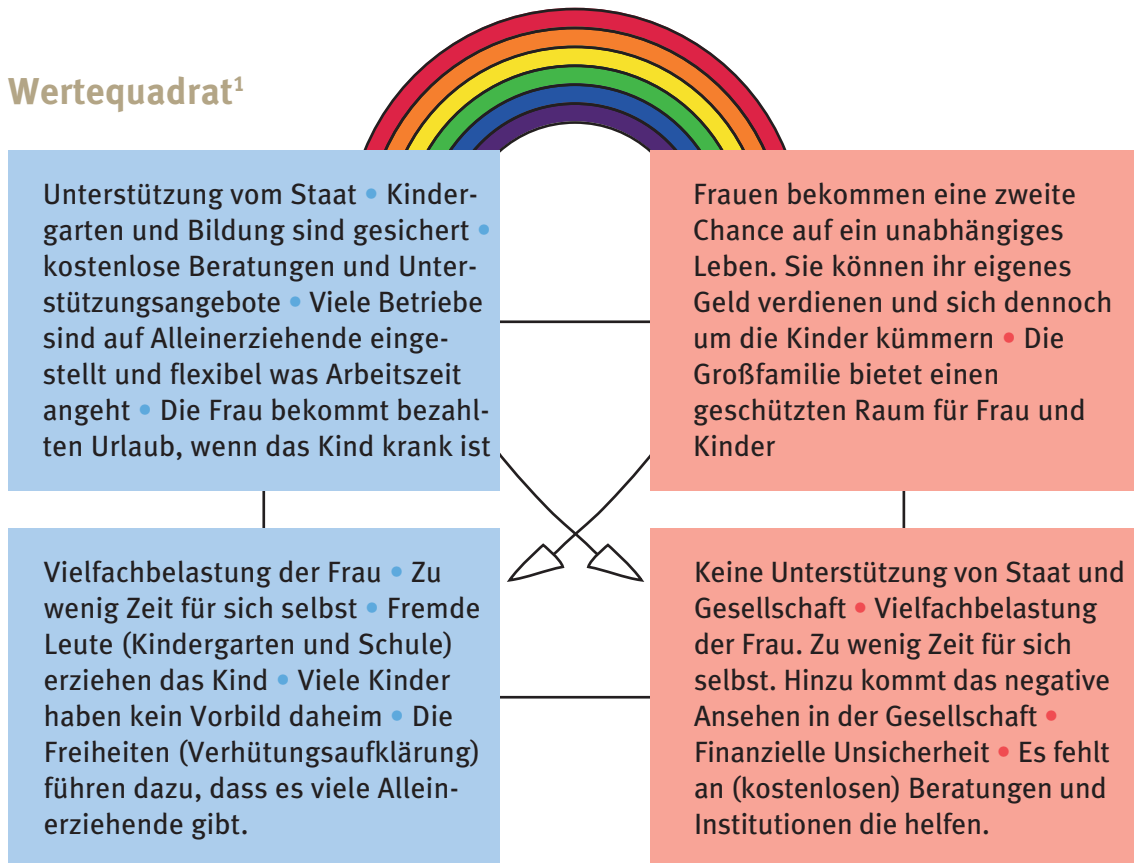 Wertequadrat¹
Unterstützung vom Staat • Kinder-
garten und Bildung sind gesichert •
kostenlose Beratungen und Unter-
stützungsangebote • Viele Betriebe
sind auf Alleinerziehende einge-
stellt und flexibel was Arbeitszeit
angeht • Die Frau bekommt bezahl-
ten Urlaub, wenn das Kind krank ist
Frauen bekommen eine zweite
Chance auf ein unabhängiges
Leben. Sie können ihr eigenes
Geld verdienen und sich dennoch
um die Kinder kümmern • Die
Großfamilie bietet einen
geschützten Raum für Frau und
Kinder
Vielfachbelastung der Frau • Zu
wenig Zeit für sich selbst • Fremde
Leute (Kindergarten und Schule)
erziehen das Kind • Viele Kinder
haben kein Vorbild daheim • Die
Freiheiten (Verhütungsaufklärung)
führen dazu, dass es viele Allein-
erziehende gibt.
Keine Unterstützung von Staat und
Gesellschaft • Vielfachbelastung
der Frau. Zu wenig Zeit für sich
selbst. Hinzu kommt das negative
Ansehen in der Gesellschaft •
Finanzielle Unsicherheit • Es fehlt
an (kostenlosen) Beratungen und
Institutionen die helfen.